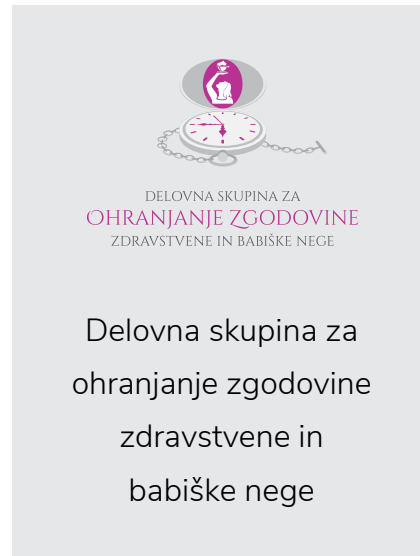 DELOVNA SKUPINA ZA
OHRANJANJE ZGODOVINE
ZDRAVSTVENE IN BABIŠKE NEGE
Delovna skupina za
ohranjanje zgodovine
zdravstvene in
babiške nege